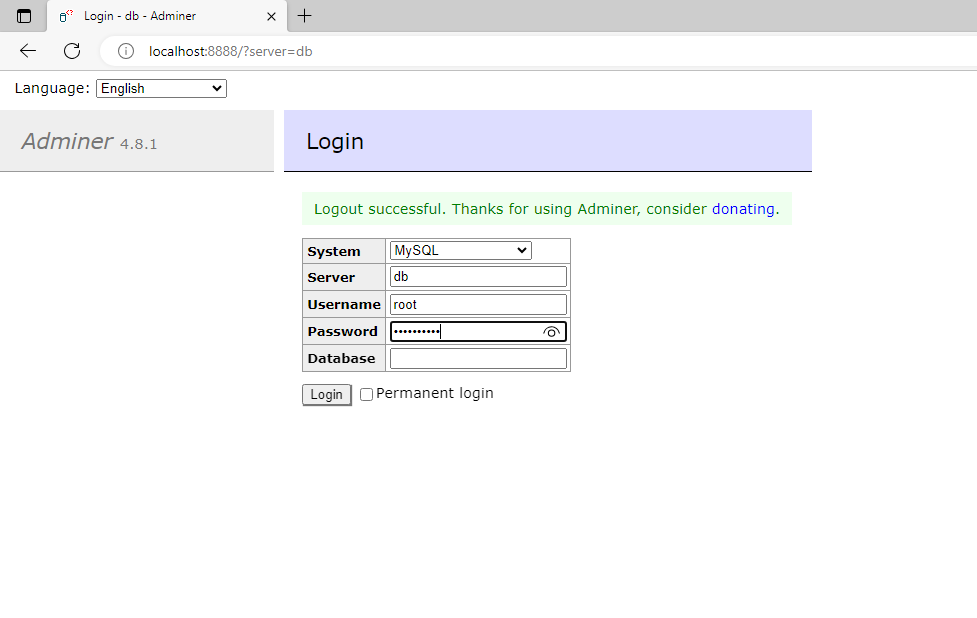 Login - db - Adminer
localhost:8888/?server=db
Language: English
Adminer 4.8.1
Login
Logout successful. Thanks for using Adminer, consider donating.
System MySQL
Server db
Username root
Password ••••••••••
Database
Login Permanent login